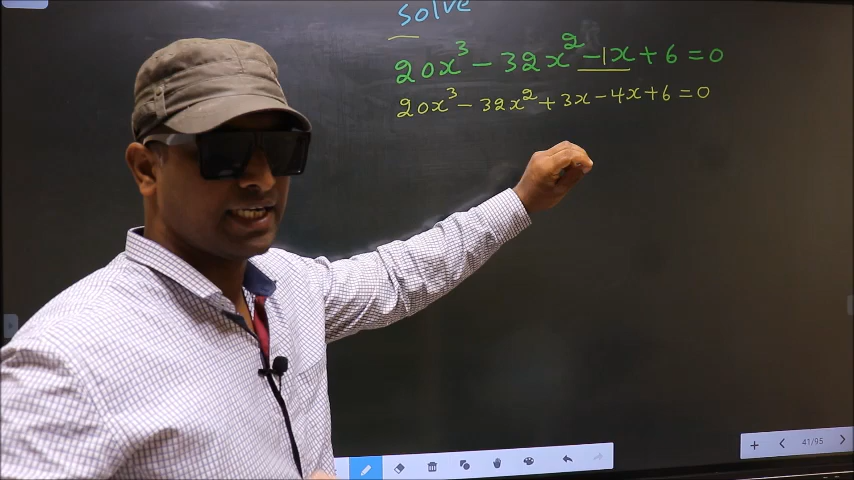 solve
20x³ - 32x² - 1x + 6 = 0
20x³ - 32x² + 3x - 4x + 6 = 0
41/95